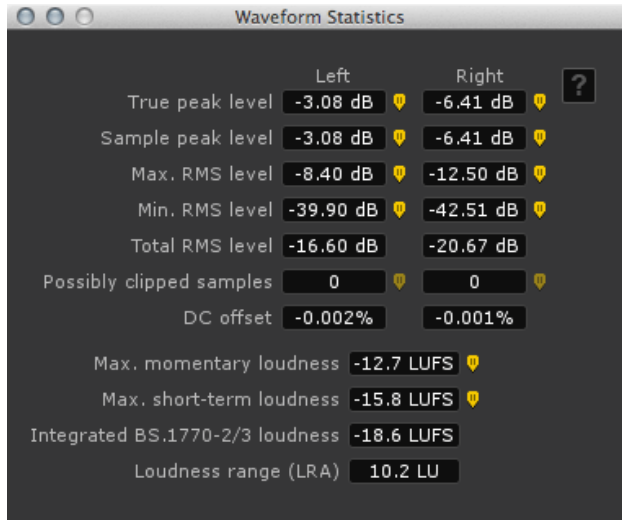 Waveform Statistics
Left Right
?
True peak level -3.08 dB -6.41 dB
Sample peak level -3.08 dB -6.41 dB
Max. RMS level -8.40 dB -12.50 dB
Min. RMS level -39.90 dB -42.51 dB
Total RMS level -16.60 dB -20.67 dB
Possibly clipped samples 0 0
DC offset -0.002% -0.001%
Max. momentary loudness -12.7 LUFS
Max. short-term loudness -15.8 LUFS
Integrated BS.1770-2/3 loudness -18.6 LUFS
Loudness range (LRA) 10.2 LU